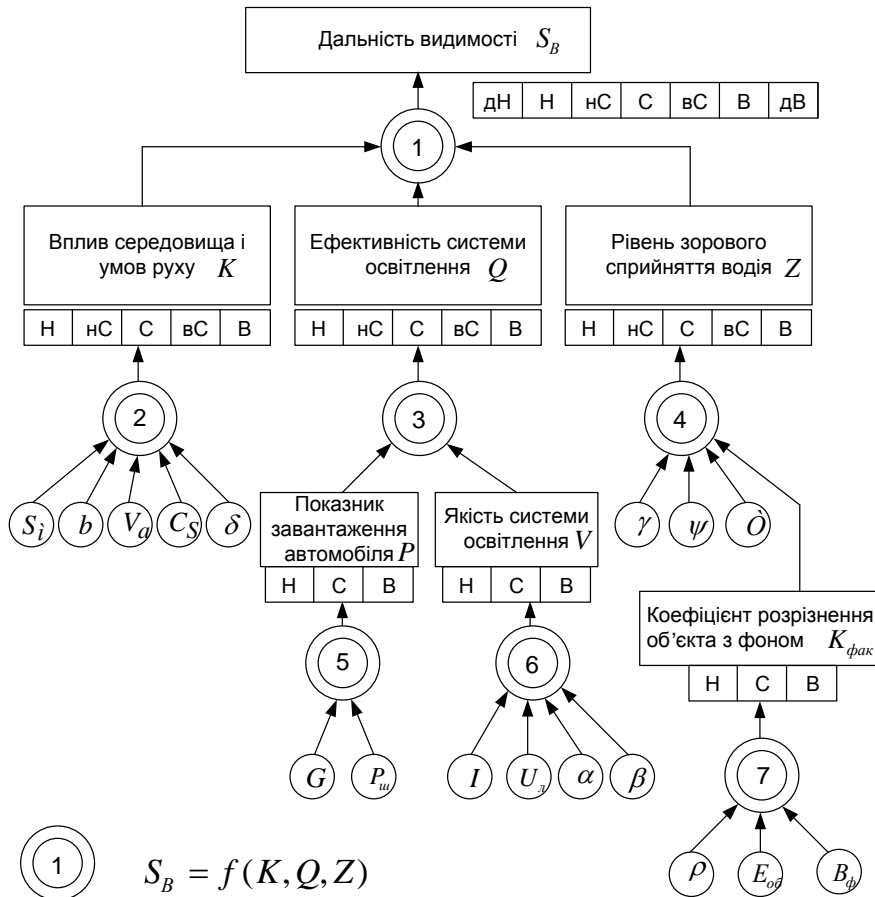 Дальність видимості S_B
дН Н нС С вС В дВ
1
Вплив середовища і
умов руху K
Ефективність системи
освітлення Q
Рівень зорового
сприйняття водія Z
Н нС С вС В
Н нС С вС В
Н нС С вС В
2
3
4
S_ì b V_a C_S δ
Показник
завантаження
автомобіля P
Якість системи
освітлення V
γ ψ Ò
Н С В
Н С В
Коефіцієнт розрізнення
об’єкта з фоном K_фак
5
6
Н С В
G P_ш
I U_л α β
7
ρ E_об B_ф
1
S_B = f(K,Q,Z)